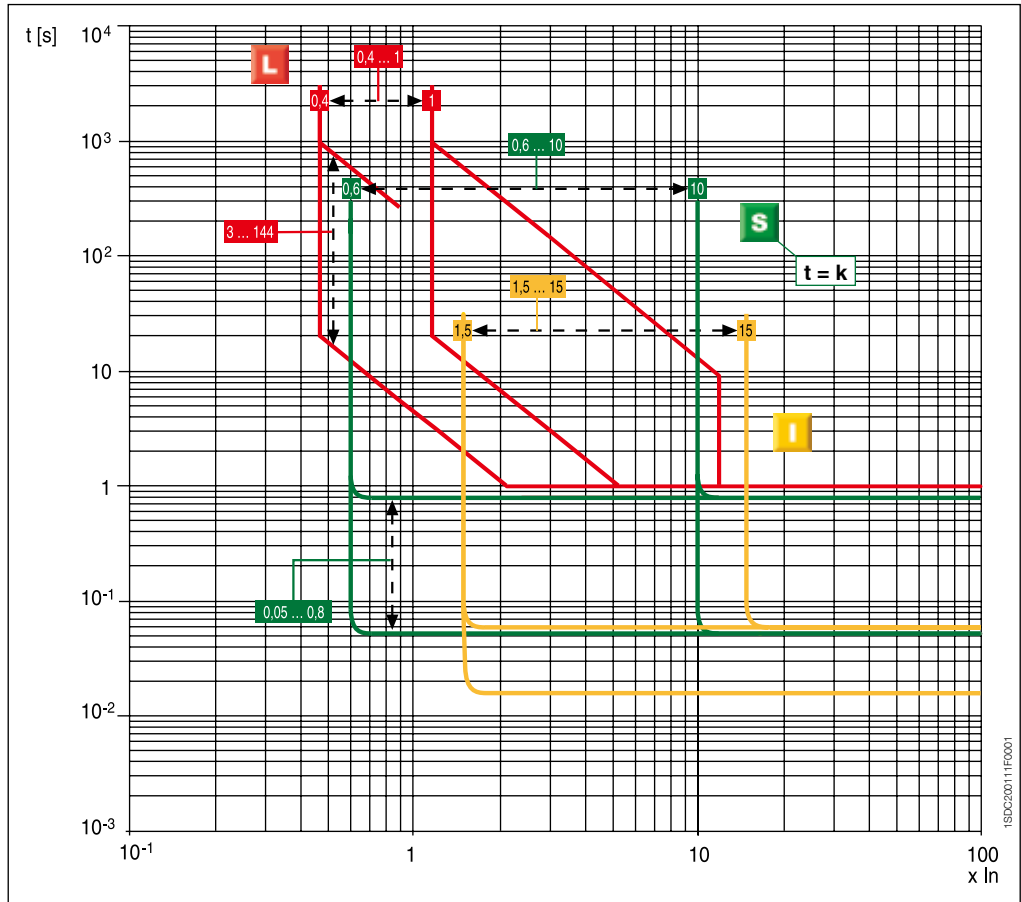 t [s]
10⁴
L
0,4 ... 1
0,4
1
10³
0,6 ... 10
0,6
10
S
3 ... 144
10²
t = k
1,5 ... 15
1,5
15
10
I
1
10⁻¹
0,05 ... 0,8
10⁻²
10⁻³
10⁻¹
1
10
100
x In
1SDC200111F0001